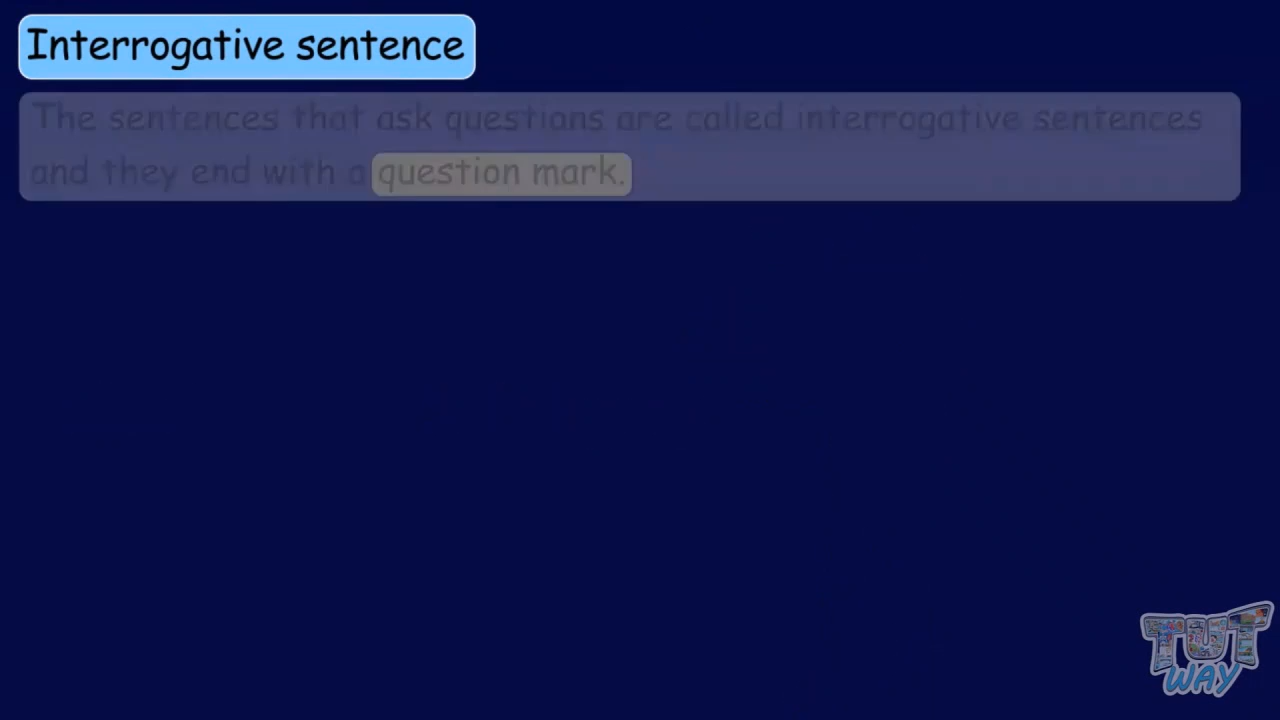 Interrogative sentence
The sentences that ask questions are called interrogative sentences
and they end with a question mark.
TUT
WAY